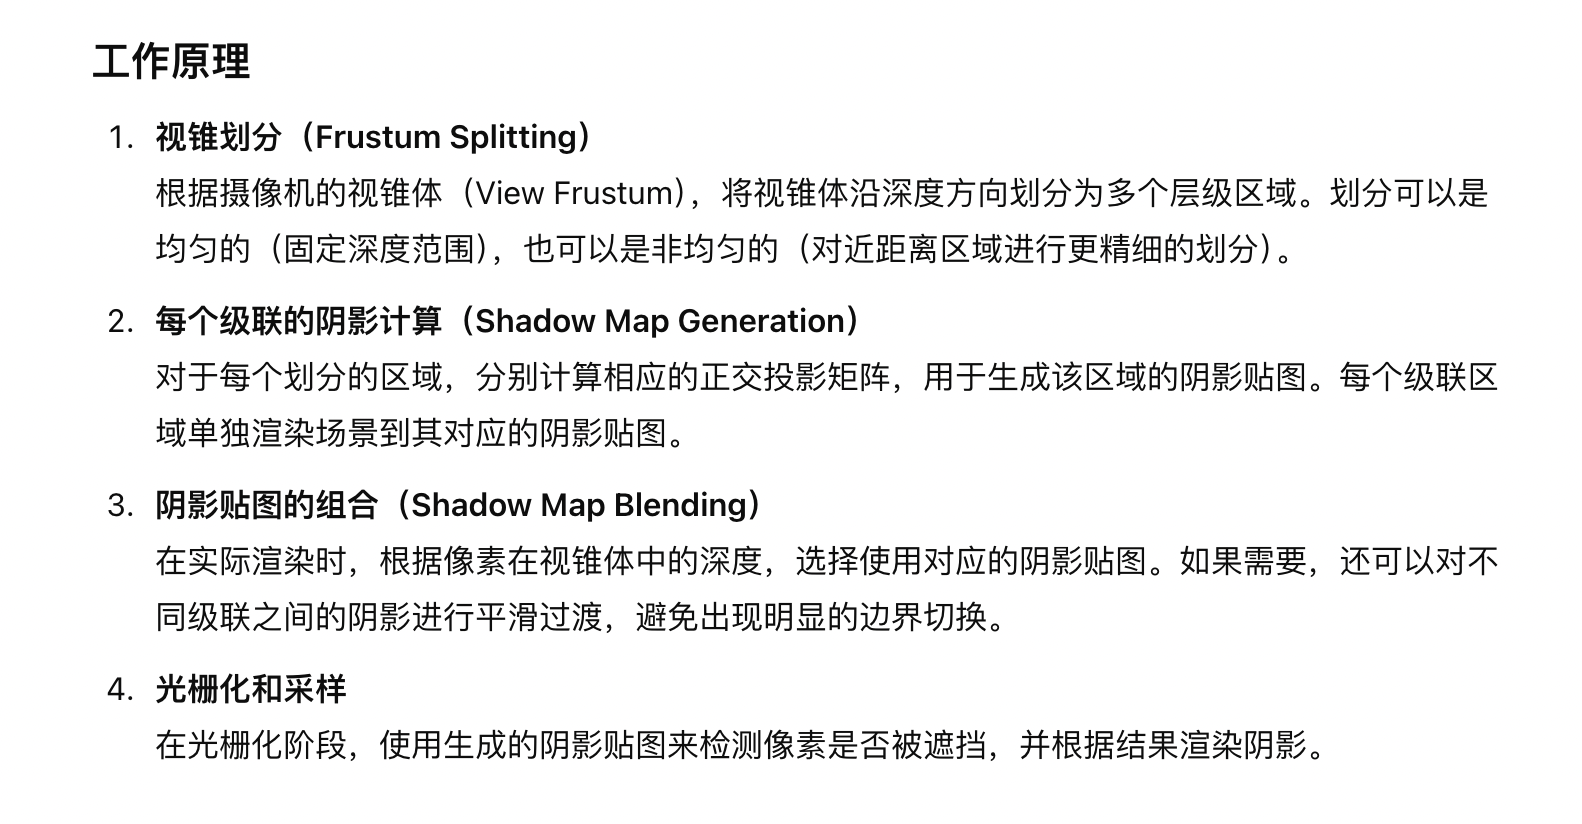 工作原理
1. 视锥划分（Frustum Splitting）
根据摄像机的视锥体（View Frustum），将视锥体沿深度方向划分为多个层级区域。划分可以是
均匀的（固定深度范围），也可以是非均匀的（对近距离区域进行更精细的划分）。
2. 每个级联的阴影计算（Shadow Map Generation）
对于每个划分的区域，分别计算相应的正交投影矩阵，用于生成该区域的阴影贴图。每个级联区
域单独渲染场景到其对应的阴影贴图。
3. 阴影贴图的组合（Shadow Map Blending）
在实际渲染时，根据像素在视锥体中的深度，选择使用对应的阴影贴图。如果需要，还可以对不
同级联之间的阴影进行平滑过渡，避免出现明显的边界切换。
4. 光栅化和采样
在光栅化阶段，使用生成的阴影贴图来检测像素是否被遮挡，并根据结果渲染阴影。